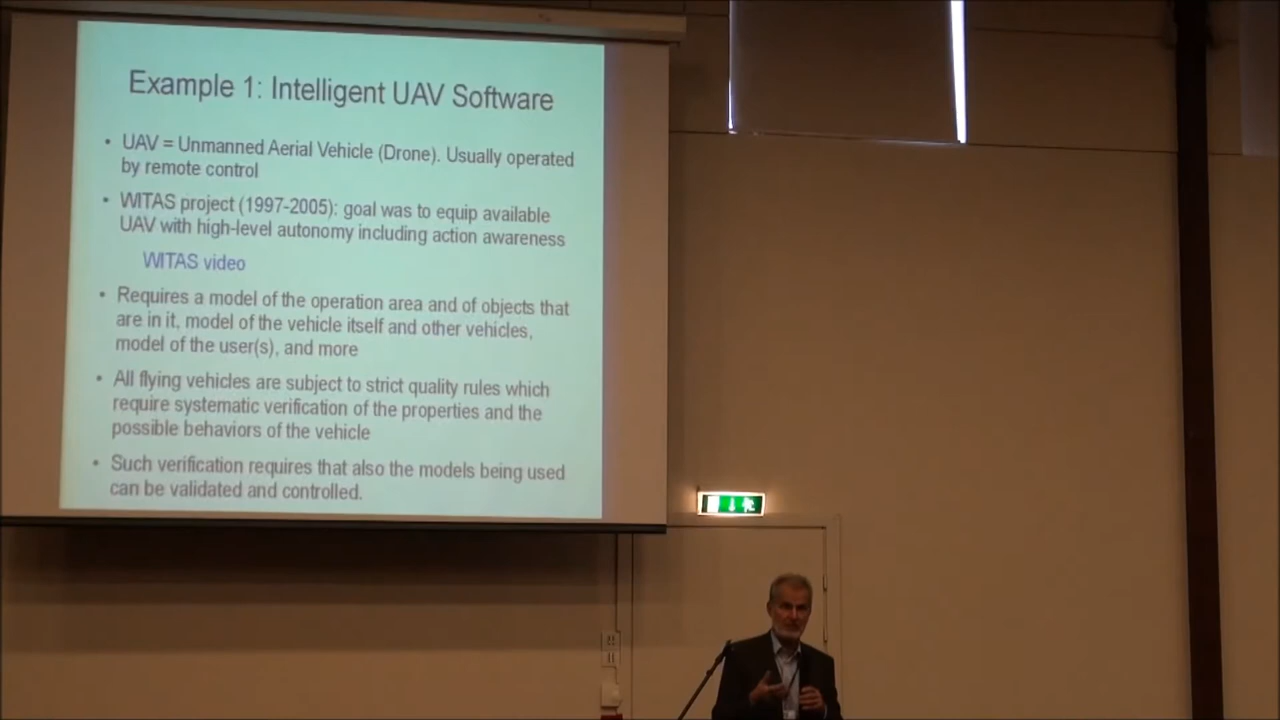 Example 1: Intelligent UAV Software
• UAV = Unmanned Aerial Vehicle (Drone). Usually operated
by remote control
• WITAS project (1997-2005): goal was to equip available
UAV with high-level autonomy including action awareness
WITAS video
• Requires a model of the operation area and of objects that
are in it, model of the vehicle itself and other vehicles,
model of the user(s), and more
• All flying vehicles are subject to strict quality rules which
require systematic verification of the properties and the
possible behaviors of the vehicle
• Such verification requires that also the models being used
can be validated and controlled.